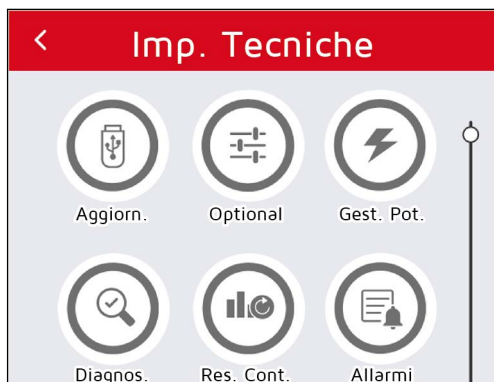 Imp. Tecniche
Aggiorn. Optional Gest. Pot.
Diagnos. Res. Cont. Allarmi